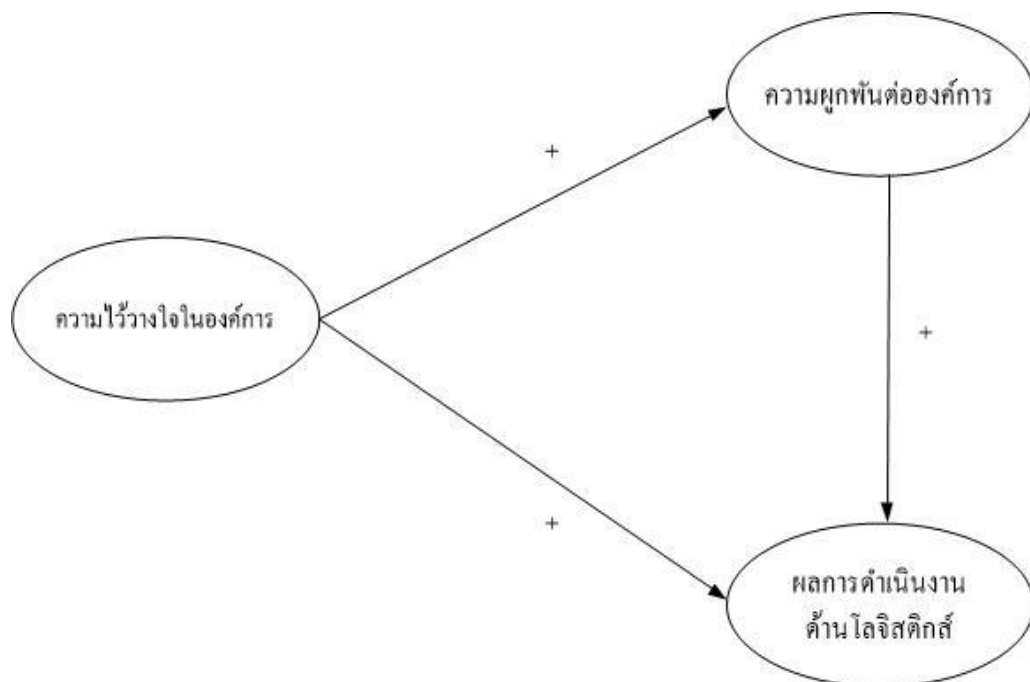 ความผูกพันต่อองค์การ
+
ความไว้วางใจในองค์การ
+
+
ผลการดำเนินงาน
ด้านโลจิสติกส์